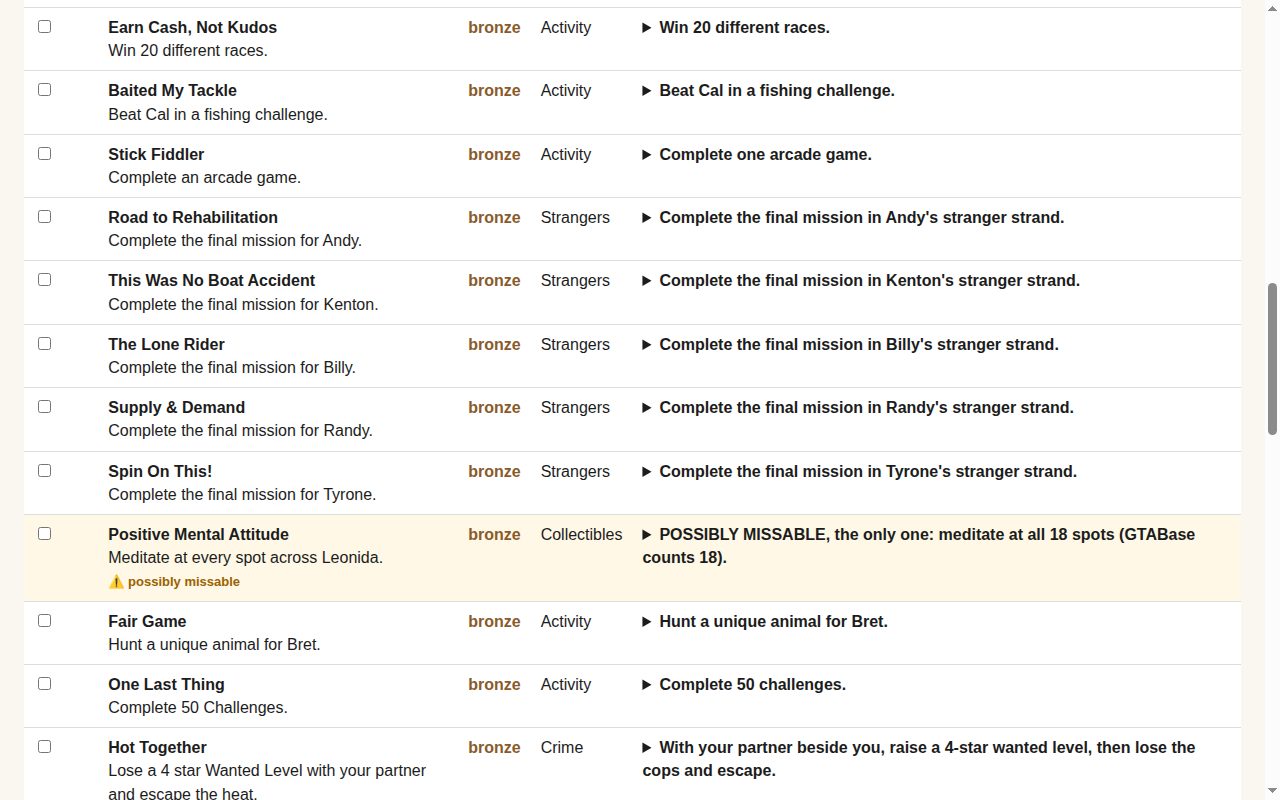 Earn Cash, Not Kudos bronze Activity ▶ Win 20 different races.
Win 20 different races.
Baited My Tackle bronze Activity ▶ Beat Cal in a fishing challenge.
Beat Cal in a fishing challenge.
Stick Fiddler bronze Activity ▶ Complete one arcade game.
Complete an arcade game.
Road to Rehabilitation bronze Strangers ▶ Complete the final mission in Andy's stranger strand.
Complete the final mission for Andy.
This Was No Boat Accident bronze Strangers ▶ Complete the final mission in Kenton's stranger strand.
Complete the final mission for Kenton.
The Lone Rider bronze Strangers ▶ Complete the final mission in Billy's stranger strand.
Complete the final mission for Billy.
Supply & Demand bronze Strangers ▶ Complete the final mission in Randy's stranger strand.
Complete the final mission for Randy.
Spin On This! bronze Strangers ▶ Complete the final mission in Tyrone's stranger strand.
Complete the final mission for Tyrone.
Positive Mental Attitude bronze Collectibles ▶ POSSIBLY MISSABLE, the only one: meditate at all 18 spots (GTABase
Meditate at every spot across Leonida. counts 18).
⚠️ possibly missable
Fair Game bronze Activity ▶ Hunt a unique animal for Bret.
Hunt a unique animal for Bret.
One Last Thing bronze Activity ▶ Complete 50 challenges.
Complete 50 Challenges.
Hot Together bronze Crime ▶ With your partner beside you, raise a 4-star wanted level, then lose the
Lose a 4 star Wanted Level with your partner cops and escape.
and escape the heat.